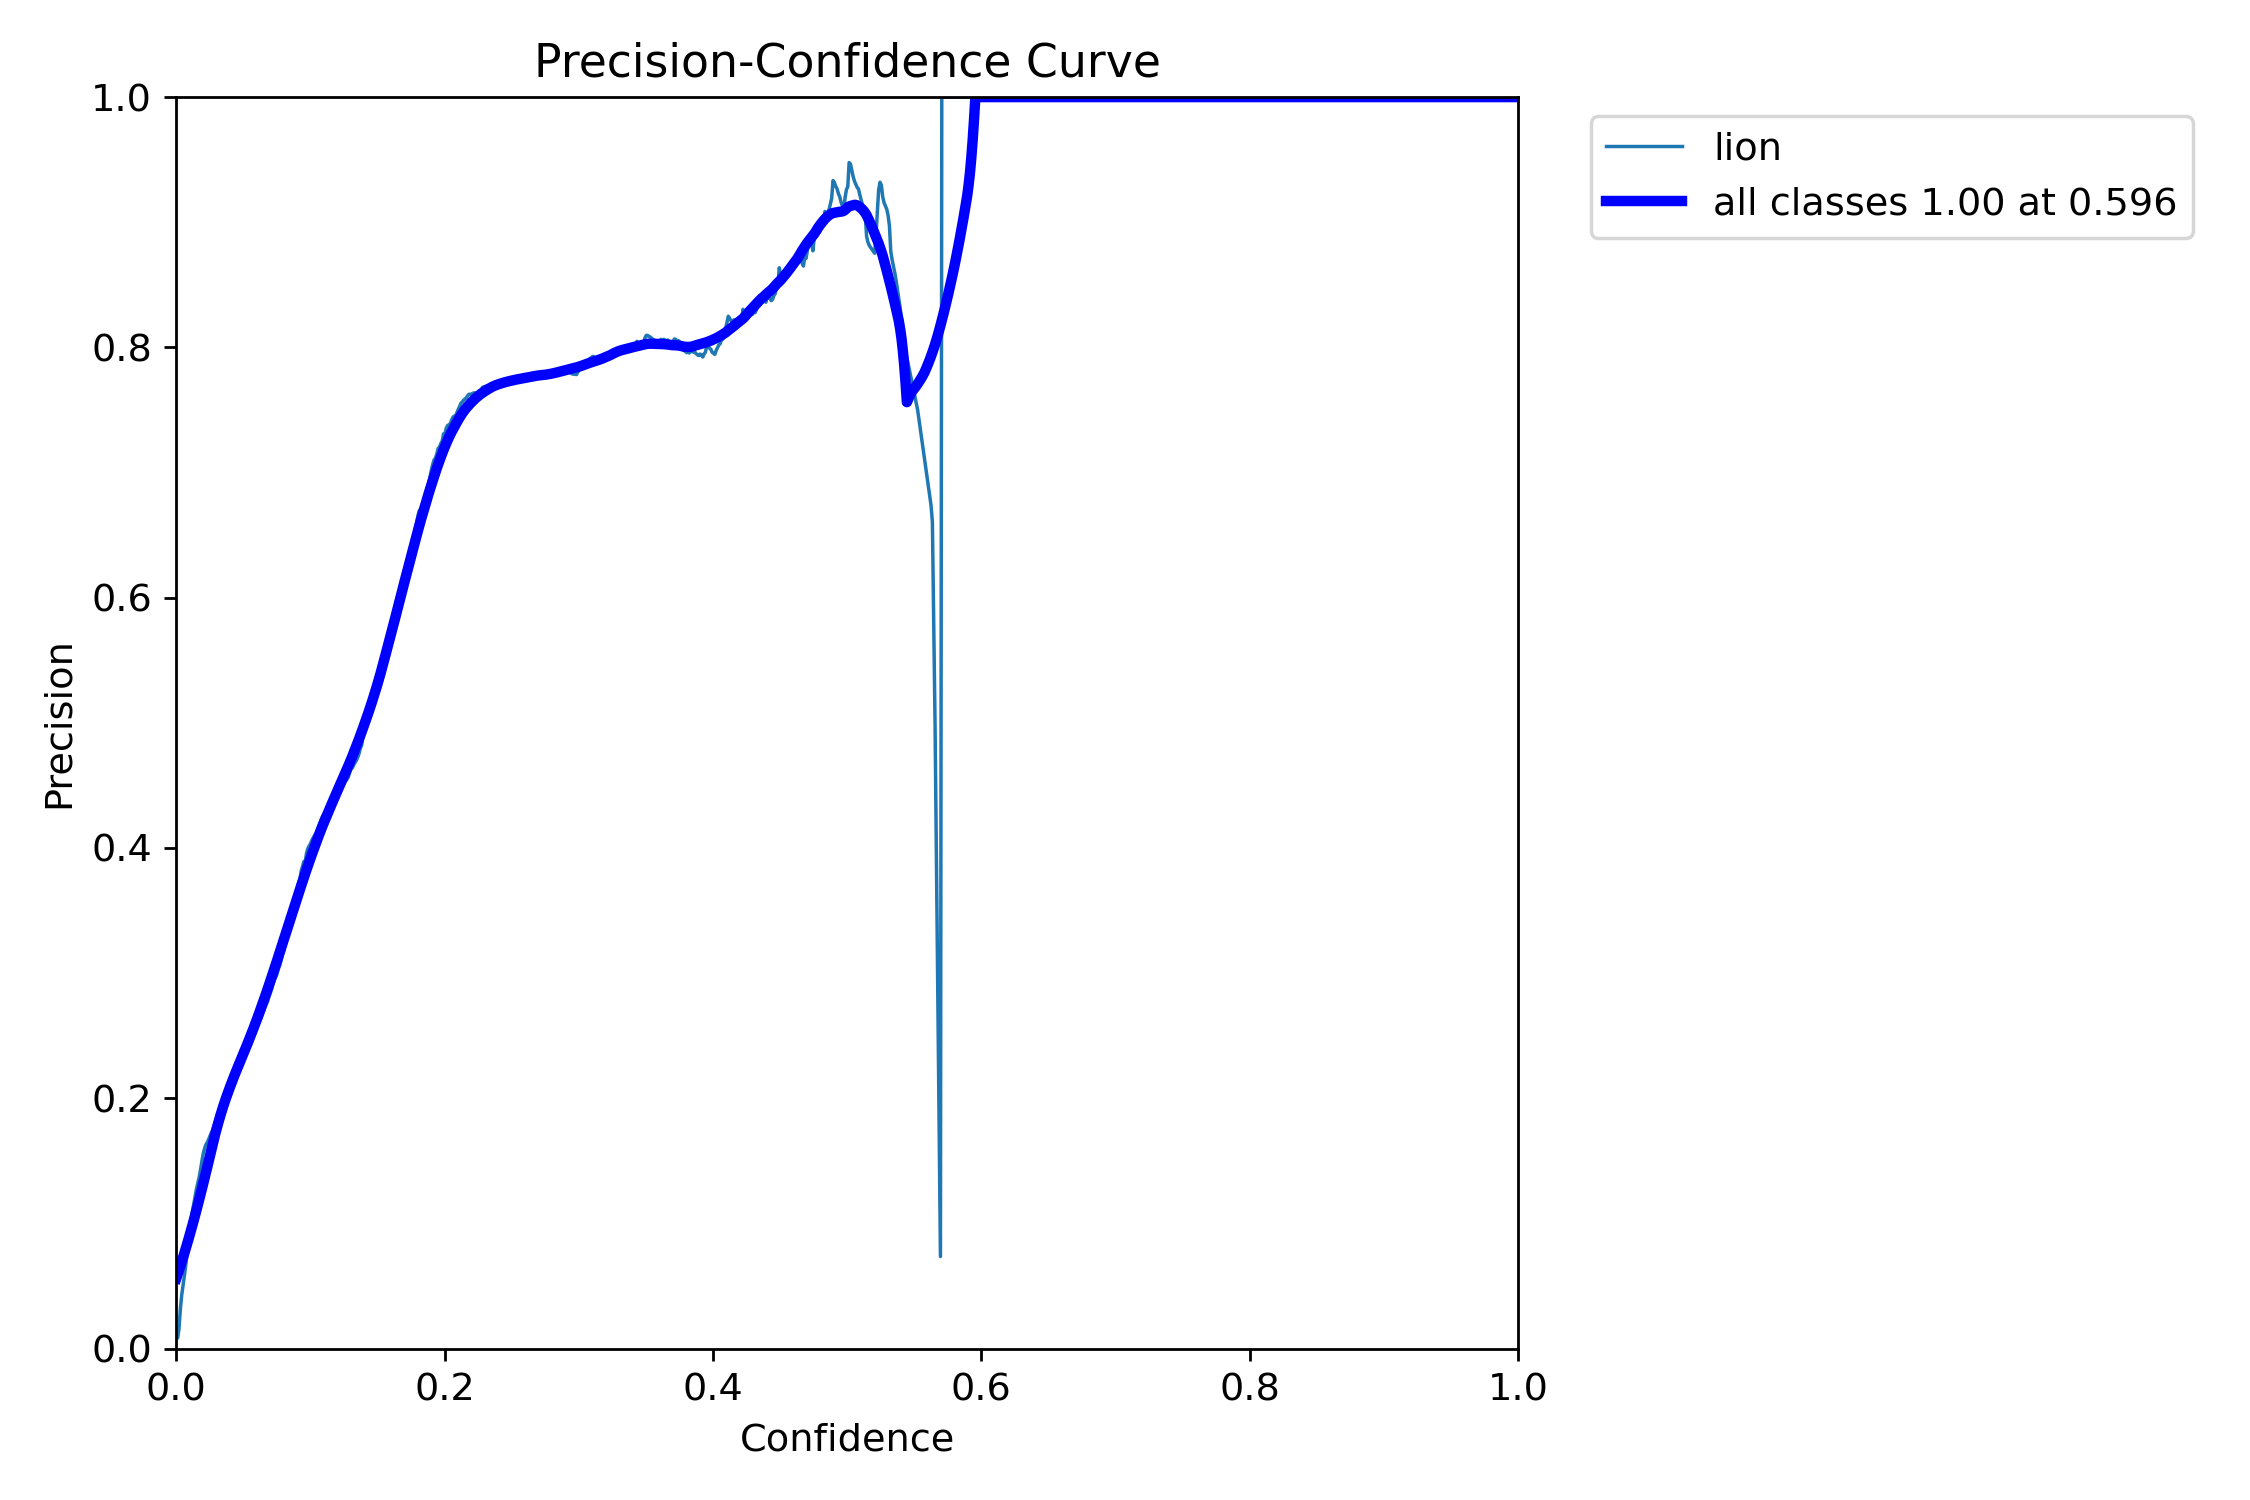 Precision-Confidence Curve
1.0
0.8
0.6
0.4
0.2
0.0
Precision
0.0 0.2 0.4 0.6 0.8 1.0
Confidence
lion
all classes 1.00 at 0.596